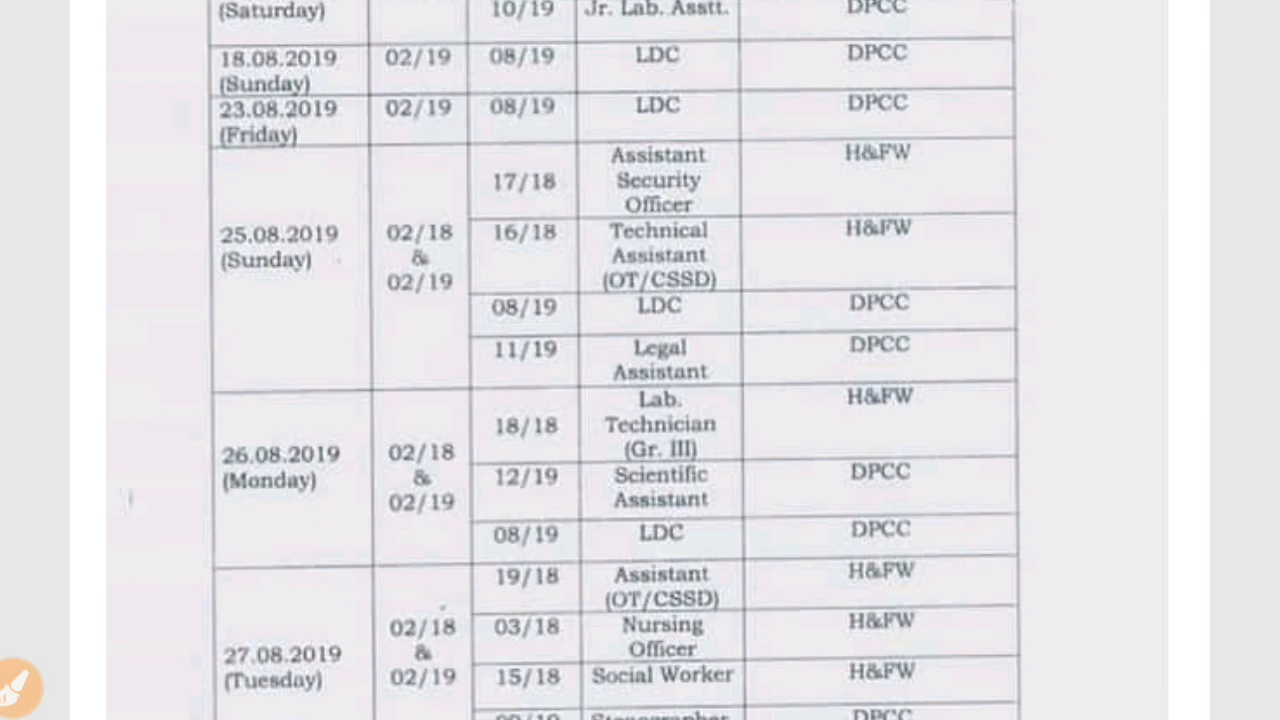 (Saturday) 10/19 Jr. Lab. Asstt. DPCC
18.08.2019 02/19 08/19 LDC DPCC
(Sunday)
23.08.2019 02/19 08/19 LDC DPCC
(Friday)
Assistant H&FW
17/18 Security
Officer
25.08.2019 02/18 16/18 Technical H&FW
(Sunday) & Assistant
02/19 (OT/CSSD)
08/19 LDC DPCC
11/19 Legal DPCC
Assistant
Lab. H&FW
18/18 Technician
(Gr. III)
26.08.2019 02/18 12/19 Scientific DPCC
(Monday) & Assistant
02/19
08/19 LDC DPCC
19/18 Assistant H&FW
(OT/CSSD)
02/18 03/18 Nursing H&FW
27.08.2019 & Officer
(Tuesday) 02/19 15/18 Social Worker H&FW
09/19 Stenographer DPCC